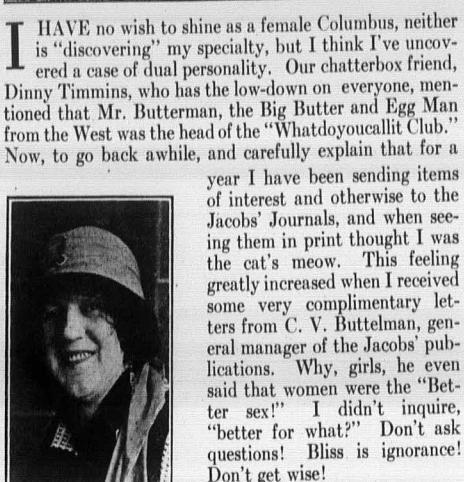 I HAVE no wish to shine as a female Columbus, neither
is "discovering" my specialty, but I think I've uncov-
ered a case of dual personality. Our chatterbox friend,
Dinny Timmins, who has the low-down on everyone, men-
tioned that Mr. Butterman, the Big Butter and Egg Man
from the West was the head of the "Whatdoyoucallit Club."
Now, to go back awhile, and carefully explain that for a
year I have been sending items
of interest and otherwise to the
Jacobs' Journals, and when see-
ing them in print thought I was
the cat's meow. This feeling
greatly increased when I received
some very complimentary let-
ters from C. V. Buttelman, gen-
eral manager of the Jacobs' pub-
lications. Why, girls, he even
said that women were the "Bet-
ter sex!" I didn't inquire,
"better for what?" Don't ask
questions! Bliss is ignorance!
Don't get wise!